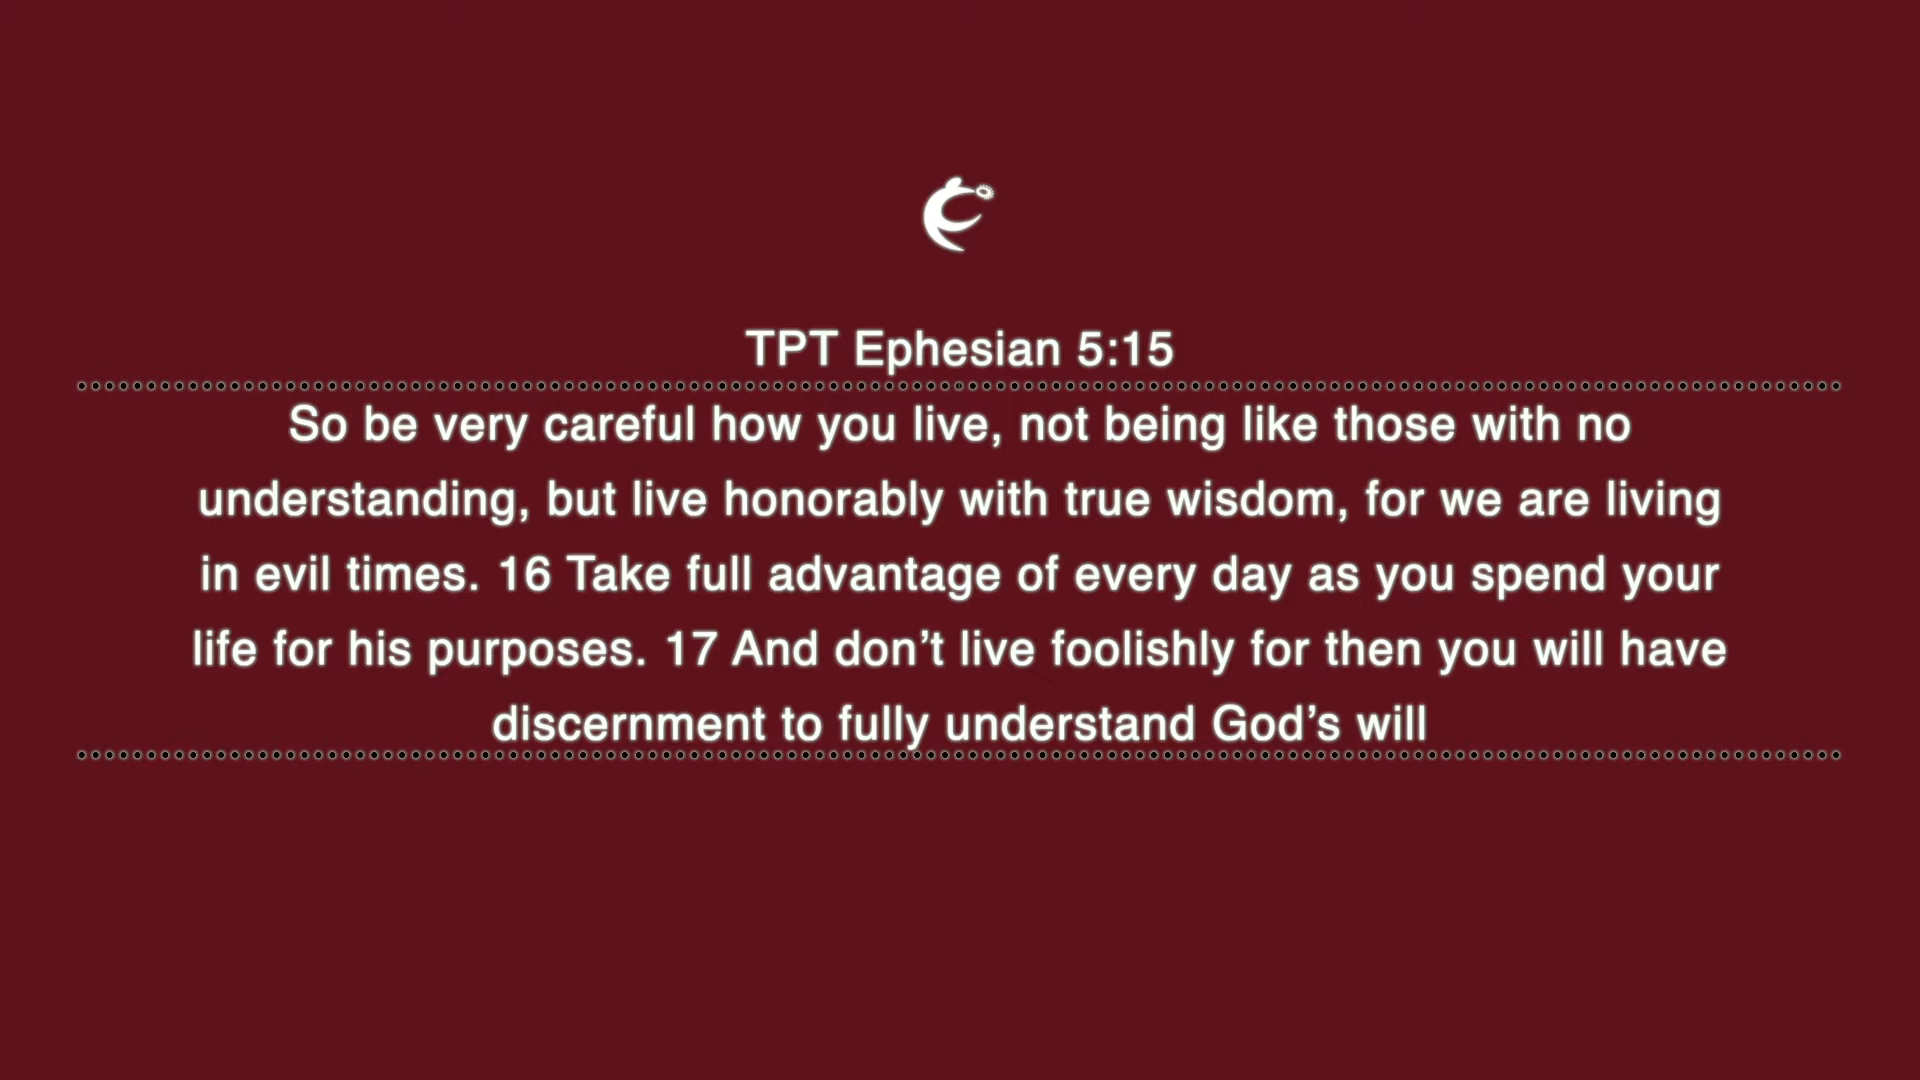 TPT Ephesian 5:15
So be very careful how you live, not being like those with no
understanding, but live honorably with true wisdom, for we are living
in evil times. 16 Take full advantage of every day as you spend your
life for his purposes. 17 And don’t live foolishly for then you will have
discernment to fully understand God’s will